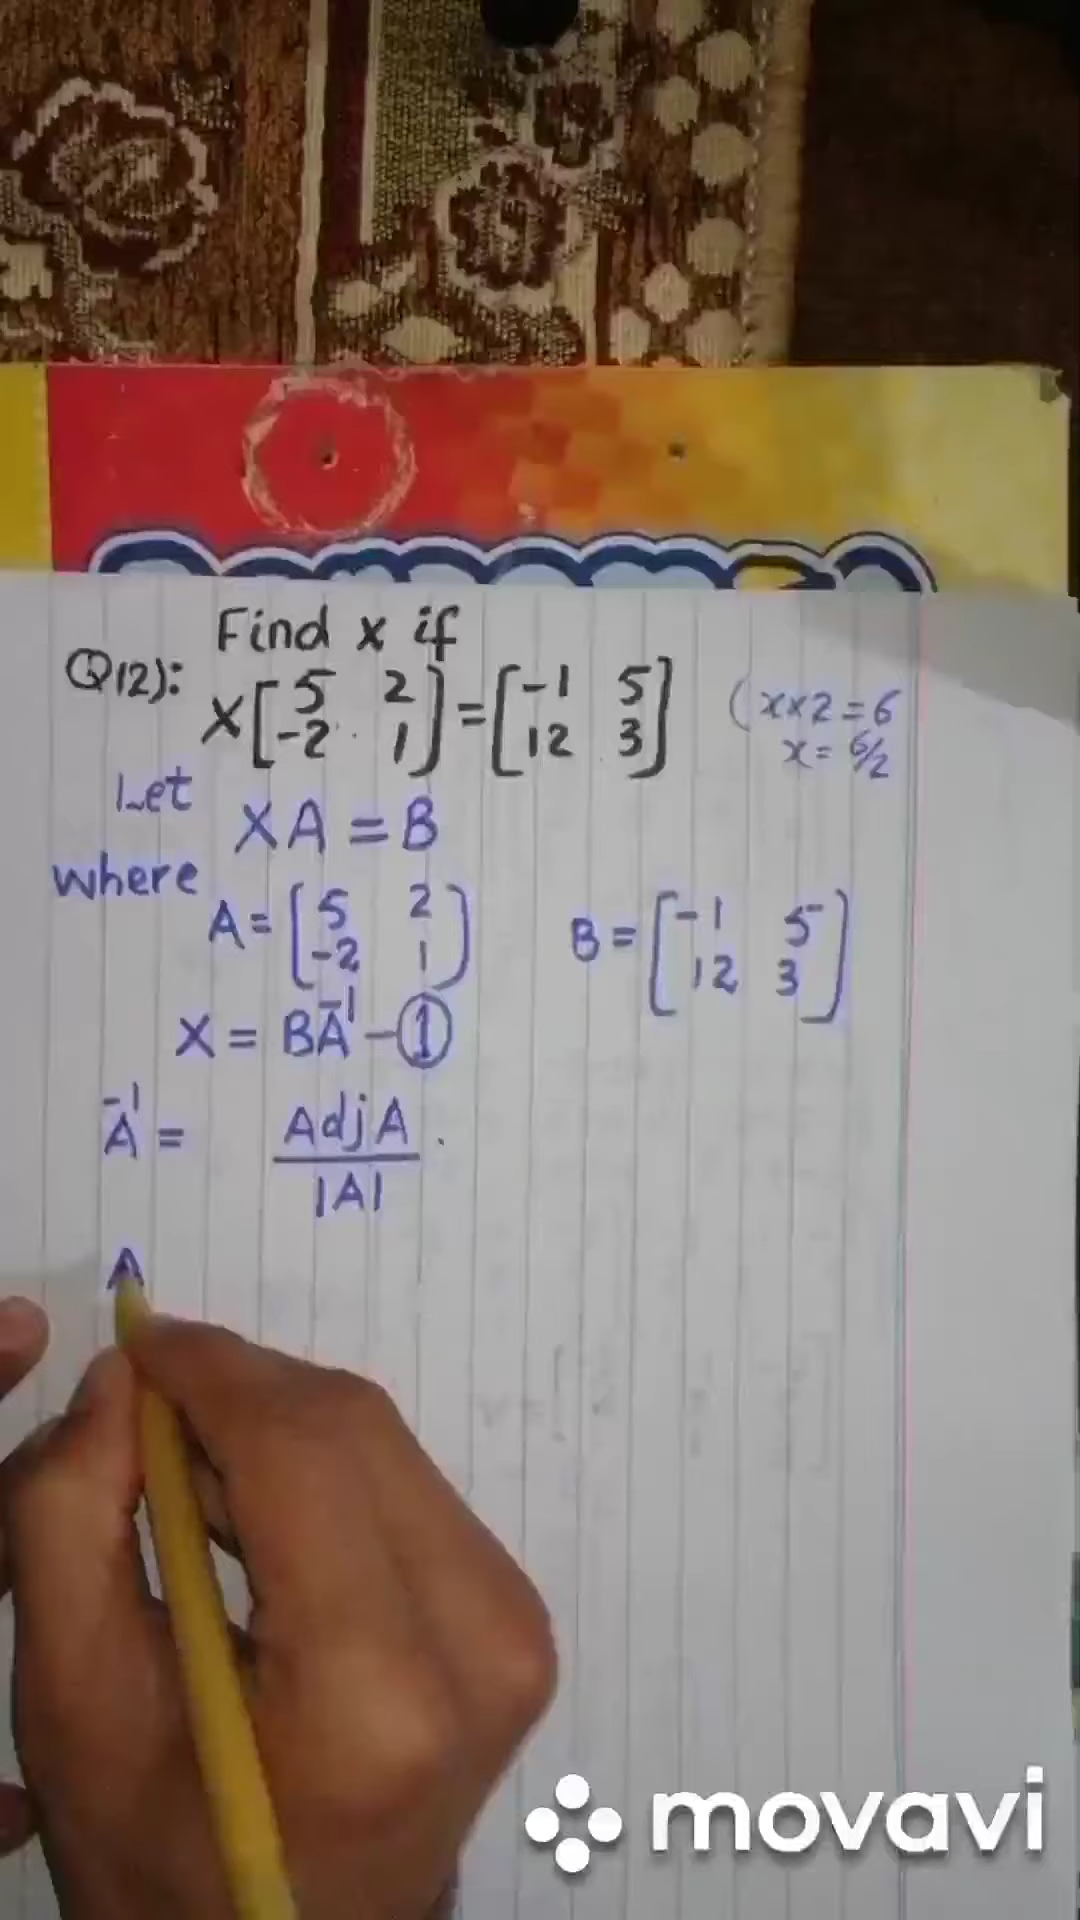 Find x if
Q12):
X[5 2 -2 1] = [-1 5 12 3]
(x×2=6
x=6/2
Let
XA = B
where
A=[5 2 -2 1]
B=[-1 5 12 3]
X = BA⁻¹ -①
A⁻¹ = AdjA / |A| .
A
movavi